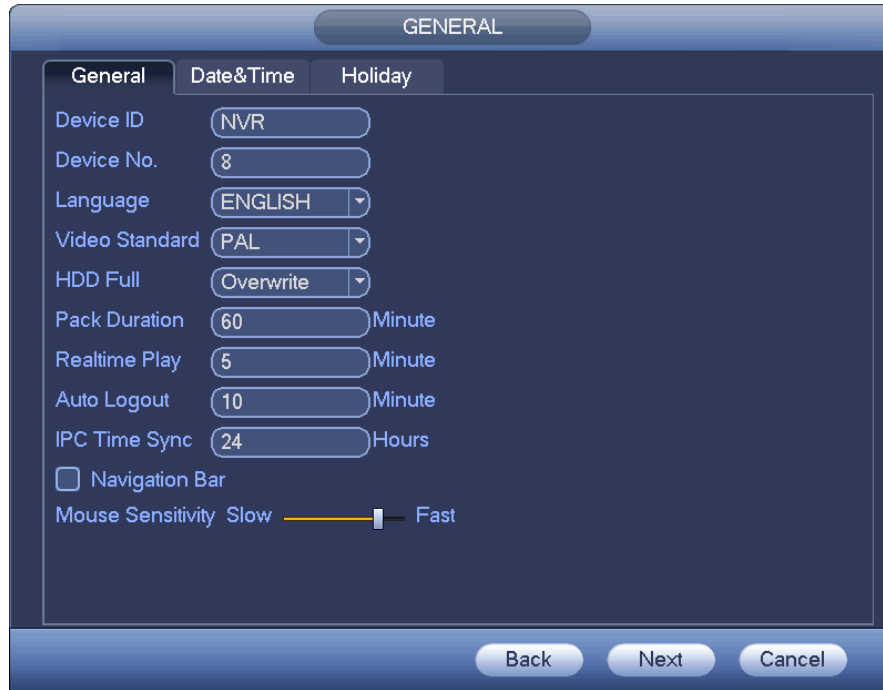 GENERAL
General Date&Time Holiday
Device ID NVR
Device No. 8
Language ENGLISH
Video Standard PAL
HDD Full Overwrite
Pack Duration 60 Minute
Realtime Play 5 Minute
Auto Logout 10 Minute
IPC Time Sync 24 Hours
Navigation Bar
Mouse Sensitivity Slow Fast
Back Next Cancel